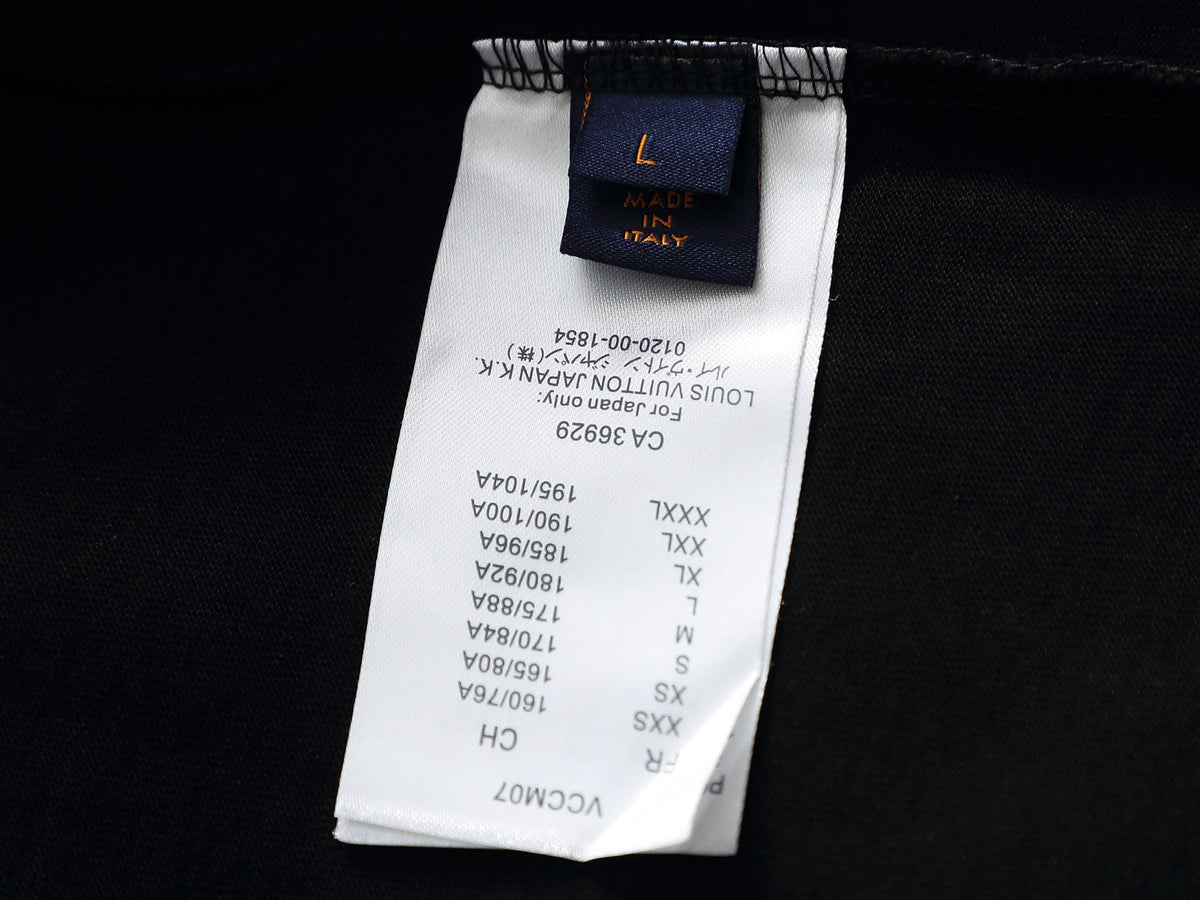 L
MADE
IN
ITALY
VCCM07
FR CH
XXS 160/76A
XS 165/80A
S 170/84A
M 175/88A
L 180/92A
XL 185/96A
XXL 190/100A
XXXL 195/104A
CA 36929
For Japan only:
LOUIS VUITTON JAPAN K.K.
ルイ・ヴィトン ジャパン(株)
0120-00-1854